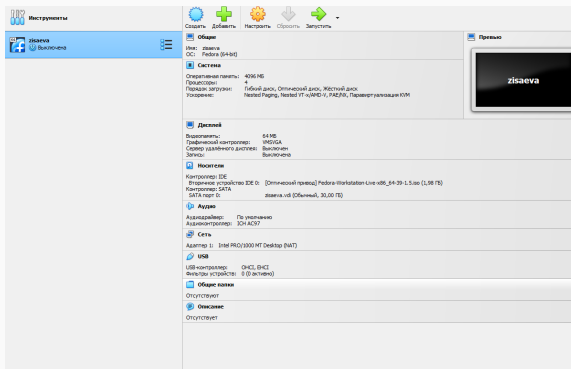 Инструменты
zisaeva
Выключена
Создать Добавить Настроить Сбросить Запустить
Общие
Имя: zisaeva
ОС: Fedora (64-bit)
Система
Оперативная память: 4096 МБ
Процессоры: 4
Порядок загрузки: Гибкий диск, Оптический диск, Жёсткий диск
Ускорение: Nested Paging, Nested VT-x/AMD-V, PAE/NX, Паравиртуализация KVM
Превью
zisaeva
Дисплей
Видеопамять: 64 МБ
Графический контроллер: VMSVGA
Сервер удалённого дисплея: Выключен
Запись: Выключена
Носители
Контроллер: IDE
Вторичное устройство IDE 0: [Оптический привод] Fedora-Workstation-Live-x86_64-39-1.5.iso (1,98 ГБ)
Контроллер: SATA
SATA порт 0: zisaeva.vdi (Обычный, 30,00 ГБ)
Аудио
Аудиодрайвер: По умолчанию
Аудиоконтроллер: ICH AC97
Сеть
Адаптер 1: Intel PRO/1000 MT Desktop (NAT)
USB
USB-контроллер: OHCI, EHCI
Фильтры устройств: 0 (0 активно)
Общие папки
Отсутствуют
Описание
Отсутствует